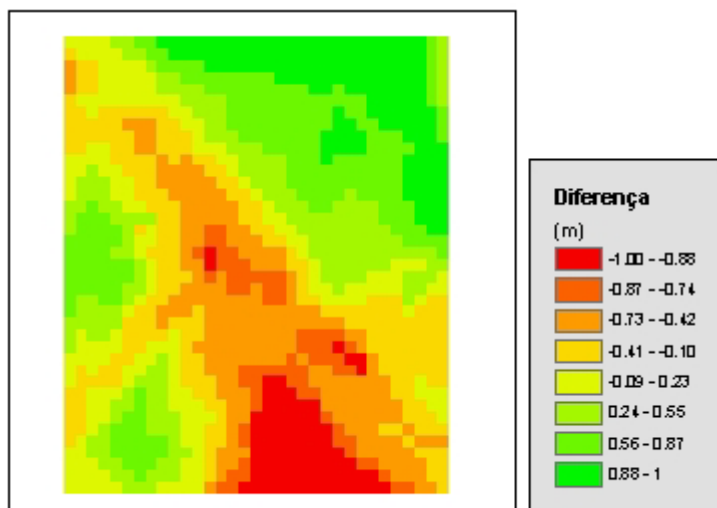 Diferença
(m)
-1.00 - -0.88
-0.87 - -0.74
-0.73 - -0.42
-0.41 - -0.10
-0.09 - 0.23
0.24 - 0.55
0.56 - 0.87
0.88 - 1